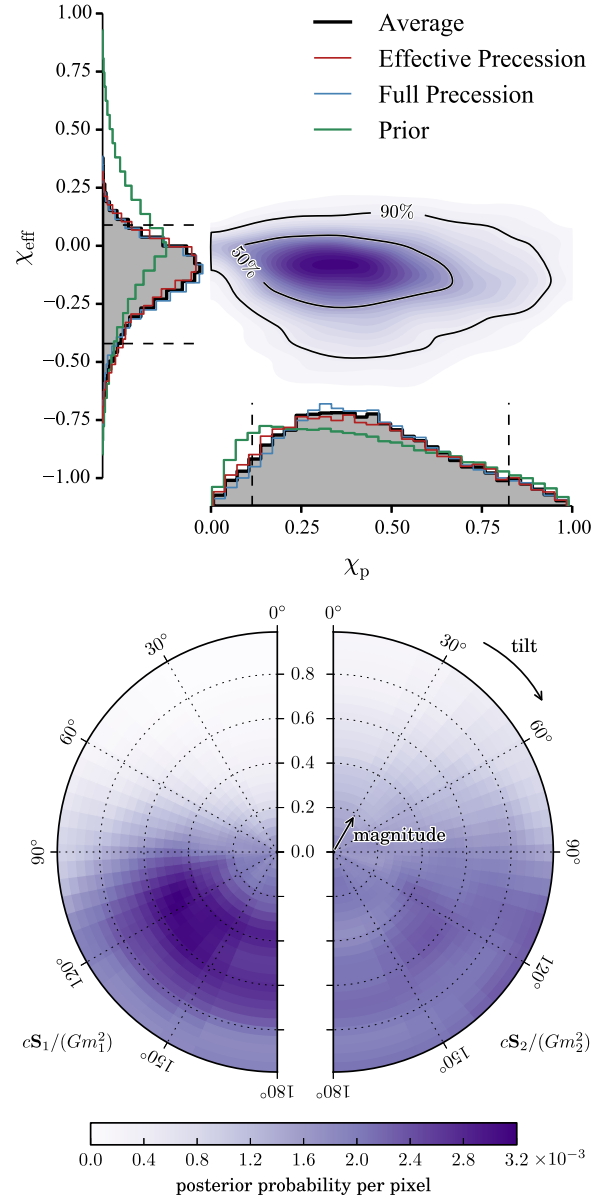 1.00
0.75
0.50
0.25
0.00
−0.25
−0.50
−0.75
−1.00
χeff
Average
Effective Precession
Full Precession
Prior
90%
50%
0.00 0.25 0.50 0.75 1.00
χp
0° 0°
30° 30°
tilt
60° 60°
0.8
0.6
0.4
0.2
magnitude
90° 0.0 90°
120° 120°
cS₁/(Gm₁²) cS₂/(Gm₂²)
150° 150°
180° 180°
0.0 0.4 0.8 1.2 1.6 2.0 2.4 2.8 3.2 ×10⁻³
posterior probability per pixel